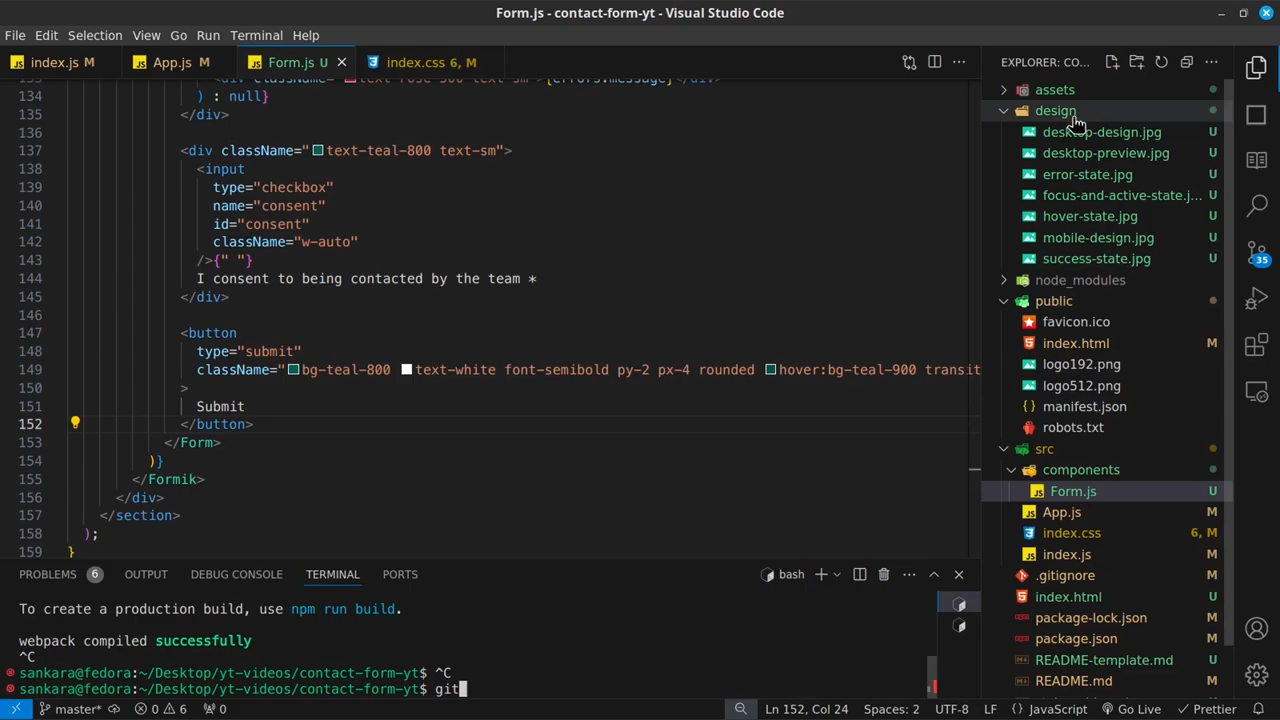 Form.js - contact-form-yt - Visual Studio Code
File Edit Selection View Go Run Terminal Help
index.js M App.js M Form.js U index.css 6, M
EXPLORER: CO...
134 ) : null}
135 </div>
136
137 <div className="text-teal-800 text-sm">
138 <input
139 type="checkbox"
140 name="consent"
141 id="consent"
142 className="w-auto"
143 />{" "}
144 I consent to being contacted by the team *
145 </div>
146
147 <button
148 type="submit"
149 className="bg-teal-800 text-white font-semibold py-2 px-4 rounded hover:bg-teal-900 transit
150 >
151 Submit
152 </button>
153 </Form>
154 )}
155 </Formik>
156 </div>
157 </section>
158 );
159 }
assets
design
desktop-design.jpg U
desktop-preview.jpg U
error-state.jpg U
focus-and-active-state.j... U
hover-state.jpg U
mobile-design.jpg U
success-state.jpg U
node_modules
public
favicon.ico
index.html M
logo192.png
logo512.png
manifest.json
robots.txt
src
components
Form.js U
App.js M
index.css 6, M
index.js M
.gitignore M
index.html U
package-lock.json M
package.json M
README-template.md U
README.md M
35
PROBLEMS 6 OUTPUT DEBUG CONSOLE TERMINAL PORTS
bash
To create a production build, use npm run build.
webpack compiled successfully
^C
sankara@fedora:~/Desktop/yt-videos/contact-form-yt$ ^C
sankara@fedora:~/Desktop/yt-videos/contact-form-yt$ git
master* 0 6 0
Ln 152, Col 24 Spaces: 2 UTF-8 LF JavaScript Go Live Prettier